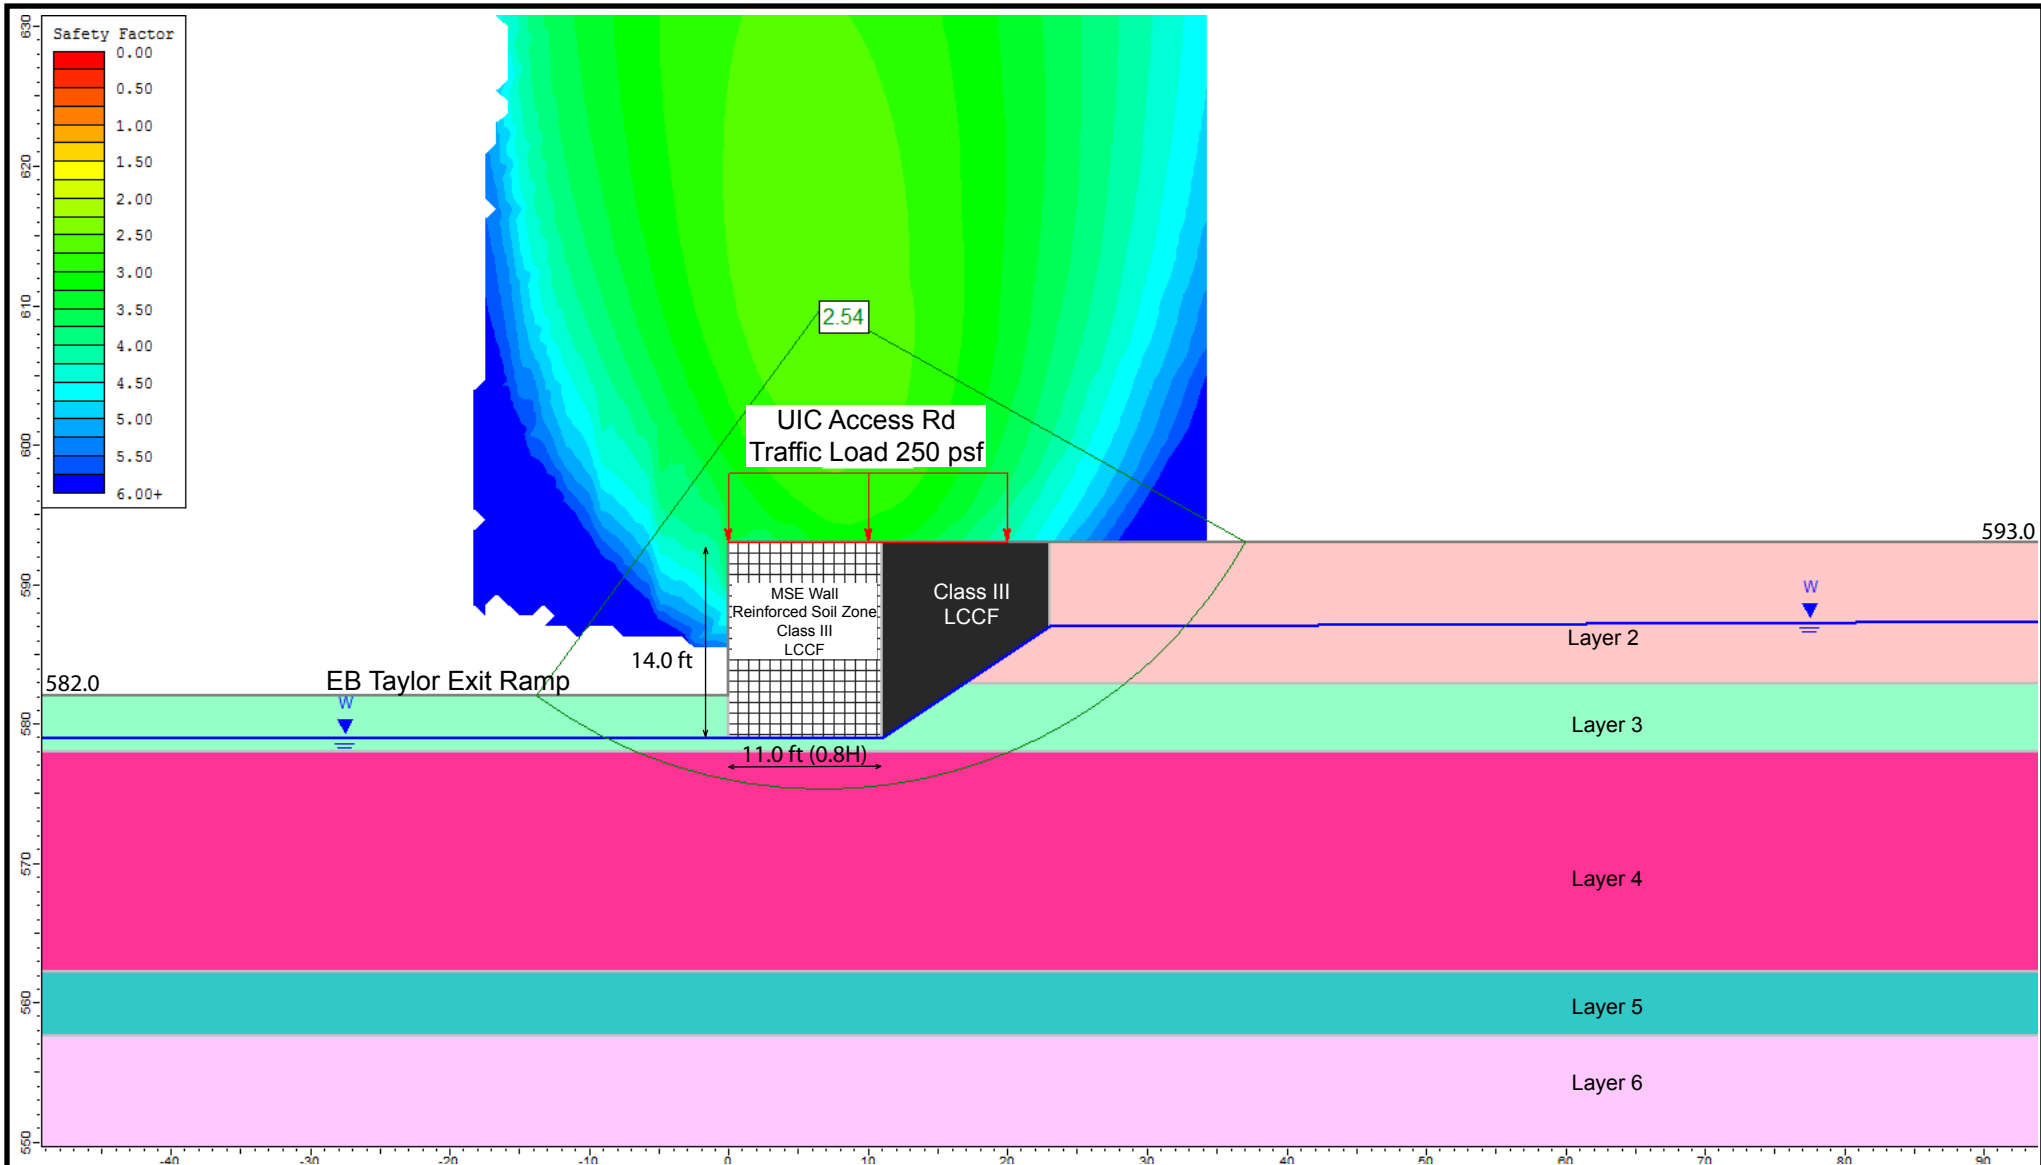 Safety Factor
0.00
0.50
1.00
1.50
2.00
2.50
3.00
3.50
4.00
4.50
5.00
5.50
6.00+
2.54
UIC Access Rd
Traffic Load 250 psf
593.0
MSE Wall
Reinforced Soil Zone
Class III
LCCF
Class III
LCCF
W
Layer 2
14.0 ft
582.0
EB Taylor Exit Ramp
W
Layer 3
11.0 ft (0.8H)
Layer 4
Layer 5
Layer 6
630
620
610
600
590
580
570
560
550
-40
-30
-20
-10
0
10
20
30
40
50
60
70
80
90